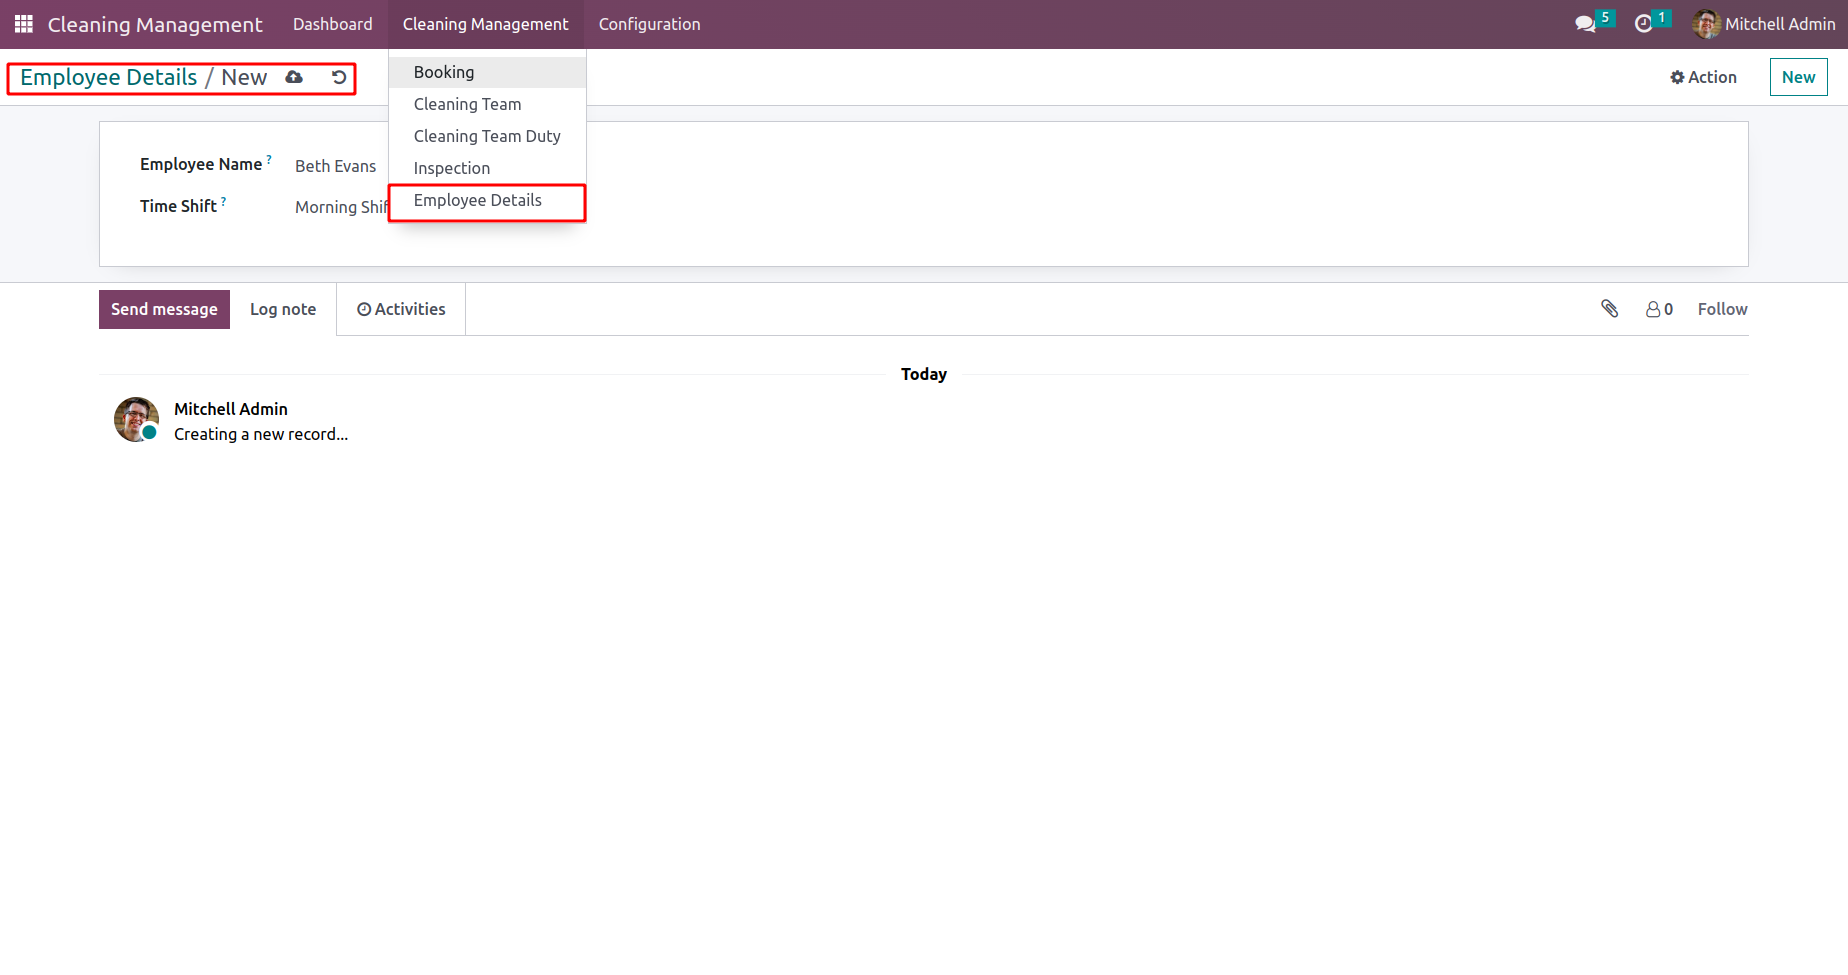 Cleaning Management Dashboard Cleaning Management Configuration 5 1 Mitchell Admin
Employee Details / New Action New
Booking
Cleaning Team
Cleaning Team Duty
Inspection
Employee Details
Employee Name ? Beth Evans
Time Shift ? Morning Shif
Send message Log note Activities 0 Follow
Today
Mitchell Admin
Creating a new record...